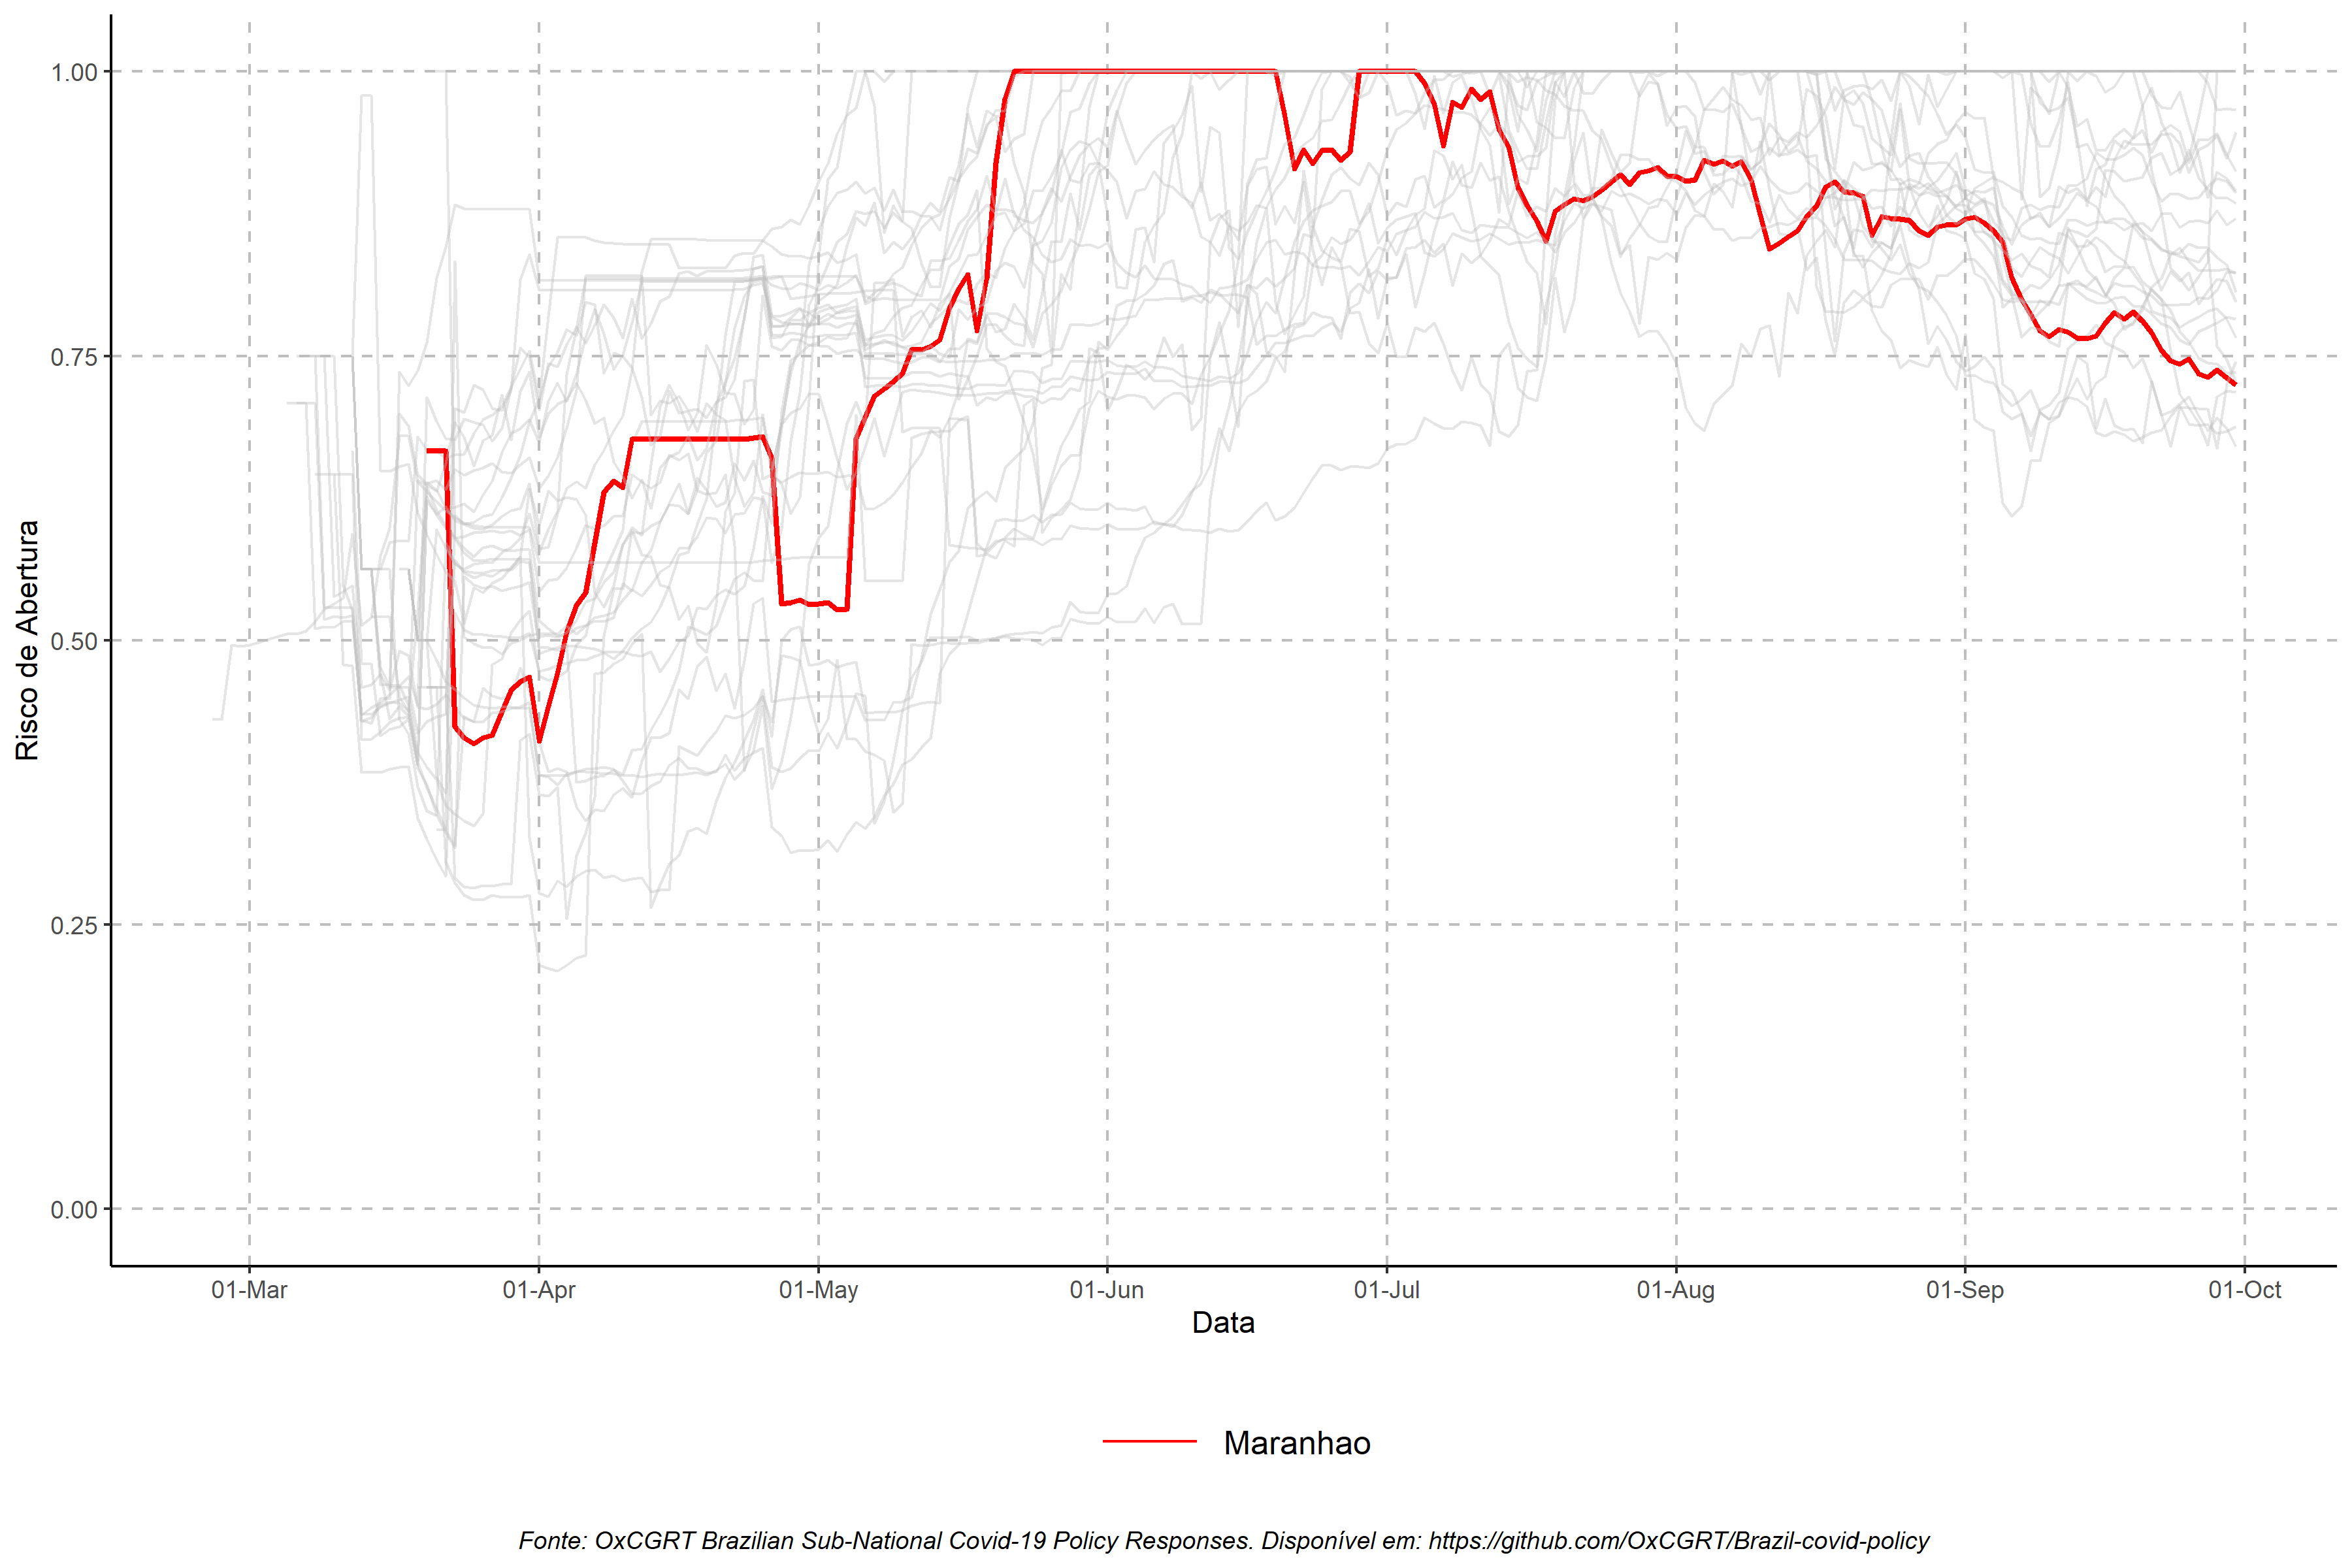 1.00
0.75
0.50
0.25
0.00
Risco de Abertura
01-Mar 01-Apr 01-May 01-Jun 01-Jul 01-Aug 01-Sep 01-Oct
Data
Maranhao
Fonte: OxCGRT Brazilian Sub-National Covid-19 Policy Responses. Disponível em: https://github.com/OxCGRT/Brazil-covid-policy